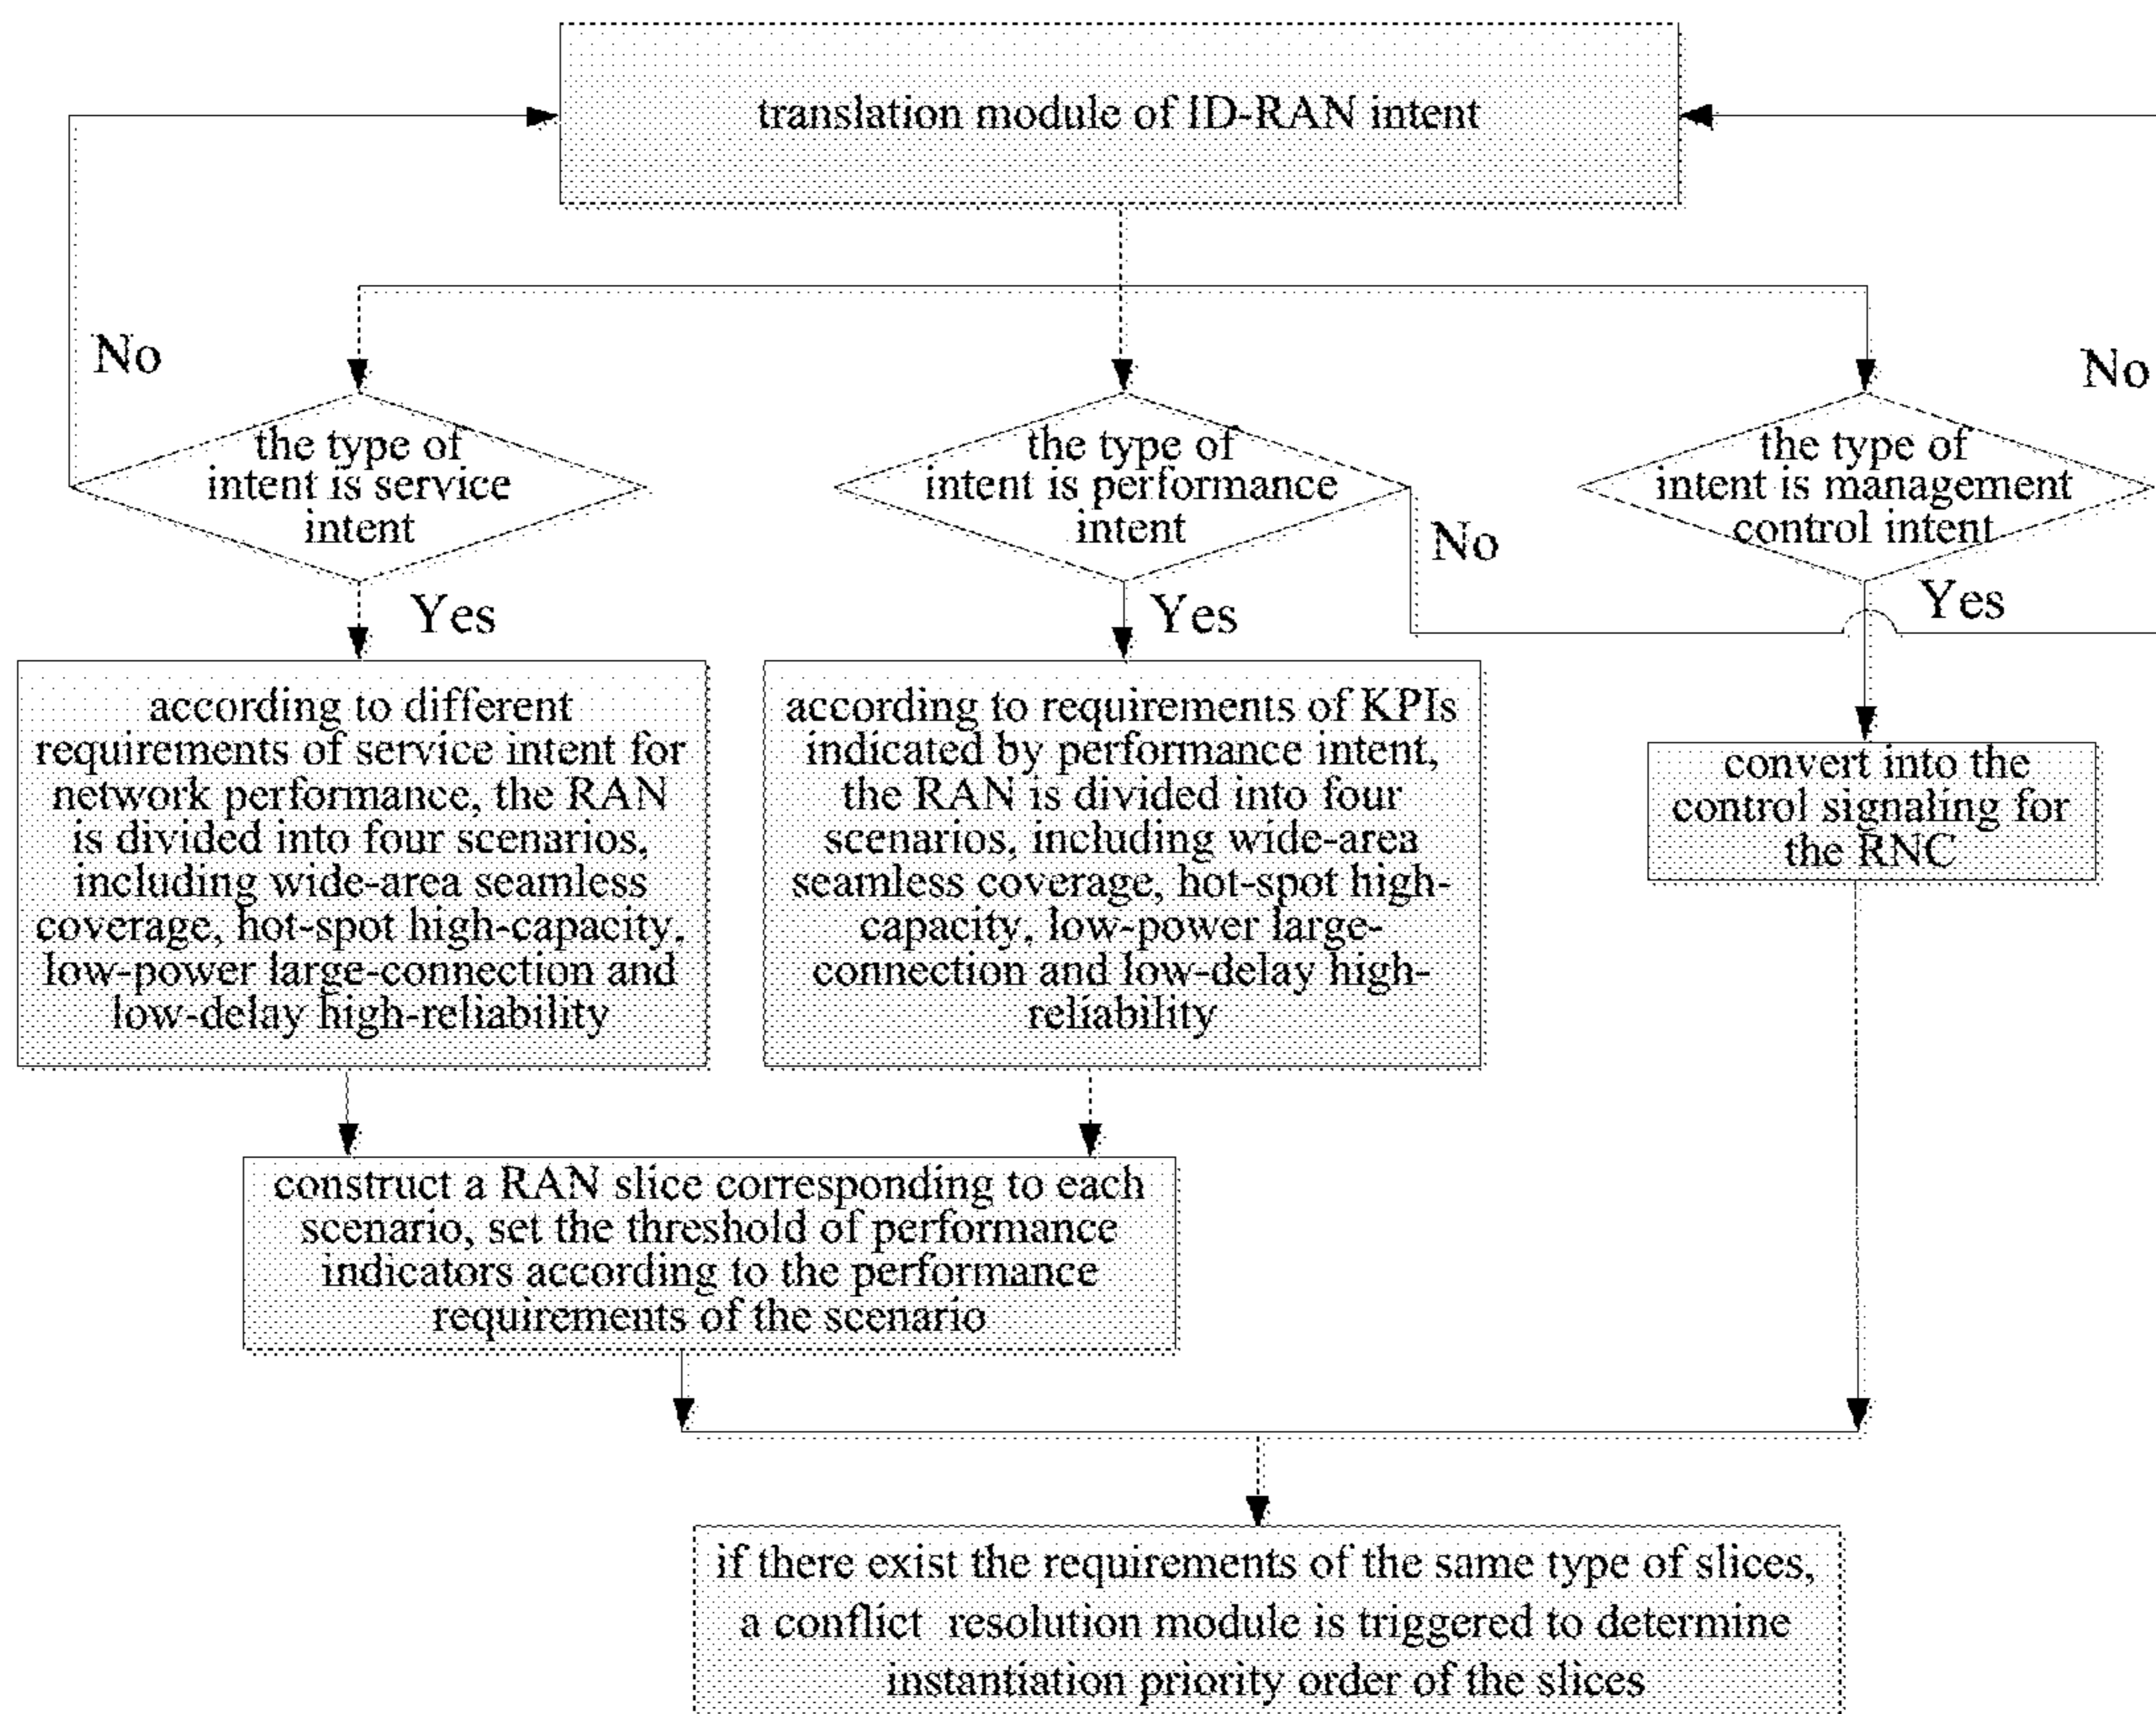 translation module of ID-RAN intent
No
No
the type of
intent is service
intent
the type of
intent is performance
intent
the type of
intent is management
control intent
No
Yes
Yes
Yes
according to different
requirements of service intent for
network performance, the RAN
is divided into four scenarios,
including wide-area seamless
coverage, hot-spot high-capacity,
low-power large-connection and
low-delay high-reliability
according to requirements of KPIs
indicated by performance intent,
the RAN is divided into four
scenarios, including wide-area
seamless coverage, hot-spot high-
capacity, low-power large-
connection and low-delay high-
reliability
convert into the
control signaling for
the RNC
construct a RAN slice corresponding to each
scenario, set the threshold of performance
indicators according to the performance
requirements of the scenario
if there exist the requirements of the same type of slices,
a conflict resolution module is triggered to determine
instantiation priority order of the slices